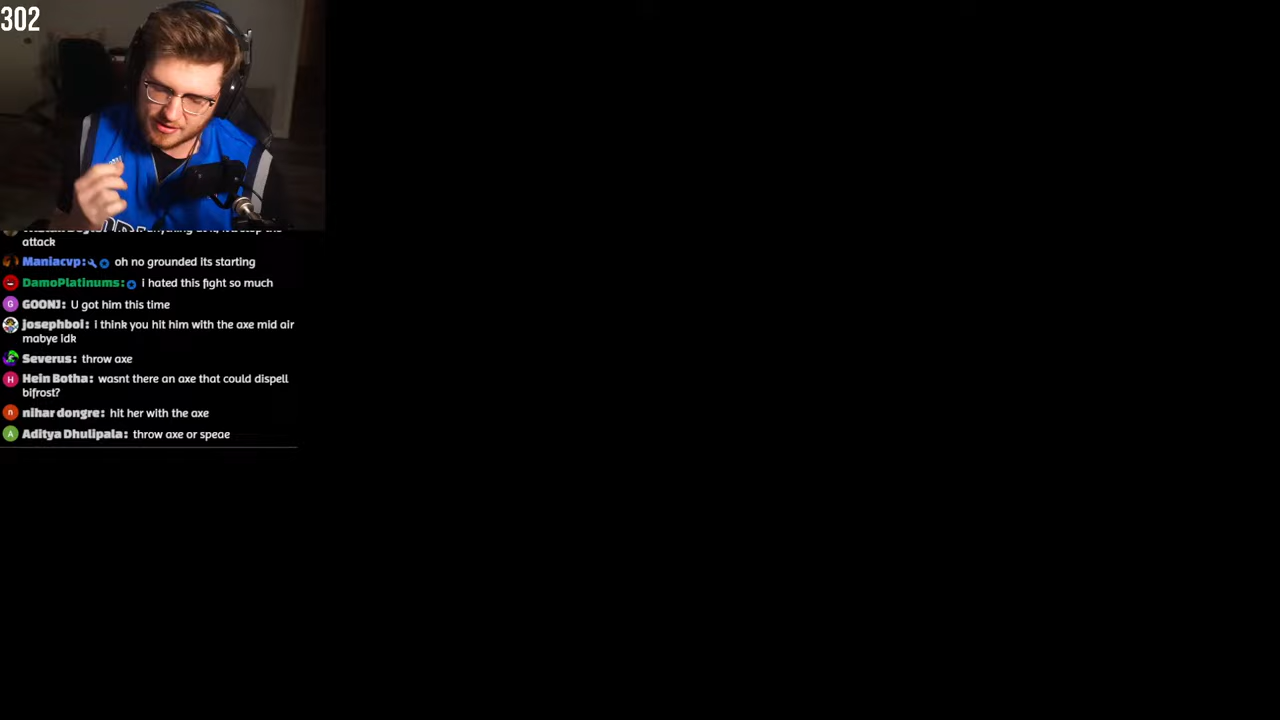 302
attack
Maniacvp: oh no grounded its starting
DamoPlatinums: i hated this fight so much
G GOONJ: U got him this time
josephboi: i think you hit him with the axe mid air
mabye idk
Severus: throw axe
H Hein Botha: wasnt there an axe that could dispell
bifrost?
n nihar dongre: hit her with the axe
A Aditya Dhulipala: throw axe or speae